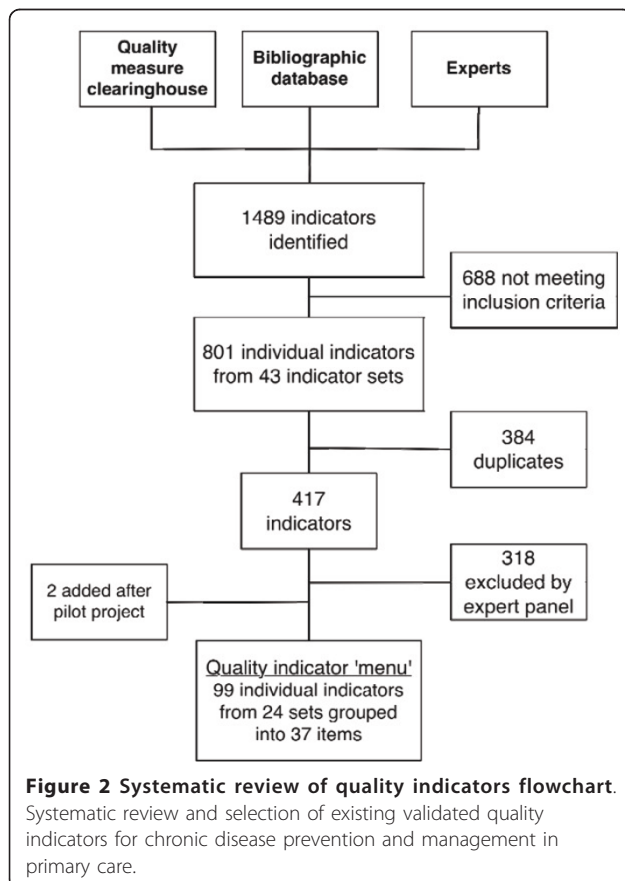 Quality
measure
clearinghouse
Bibliographic
database
Experts
1489 indicators
identified
688 not meeting
inclusion criteria
801 individual indicators
from 43 indicator sets
384
duplicates
417
indicators
318
excluded by
expert panel
2 added after
pilot project
Quality indicator 'menu'
99 individual indicators
from 24 sets grouped
into 37 items
Figure 2 Systematic review of quality indicators flowchart.
Systematic review and selection of existing validated quality
indicators for chronic disease prevention and management in
primary care.